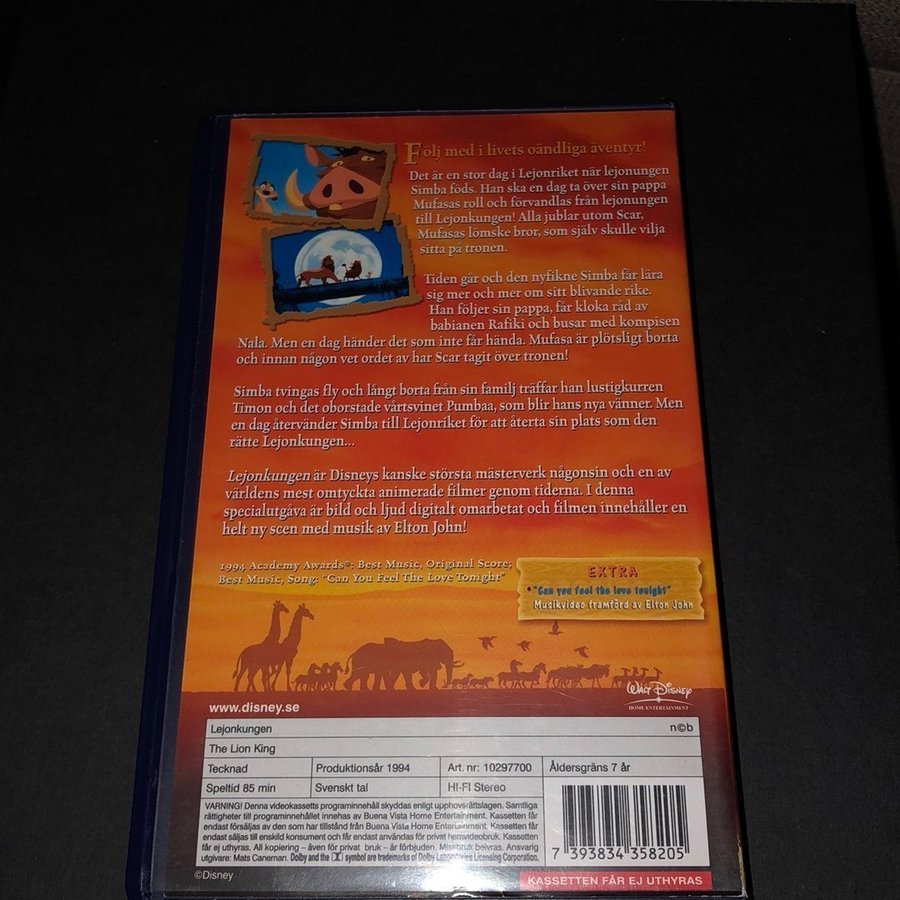 Följ med i livets oändliga äventyr!
Det är en stor dag i Lejonriket när lejonungen
Simba föds. Han ska en dag ta över sin pappa
Mufasas roll och förvandlas från lejonungen
till Lejonkungen! Alla jublar utom Scar,
Mufasas lömske bror, som själv skulle vilja
sitta på tronen.
Tiden går och den nyfikne Simba får lära
sig mer och mer om sitt blivande rike.
Han följer sin pappa, får kloka råd av
babianen Rafiki och busar med kompisen
Nala. Men en dag händer det som inte får hända. Mufasa är plötsligt borta
och innan någon vet ordet av har Scar tagit över tronen!
Simba tvingas fly och långt borta från sin familj träffar han lustigkurren
Timon och det oborstade vårtsvinet Pumbaa, som blir hans nya vänner. Men
en dag återvänder Simba till Lejonriket för att återta sin plats som den
rätte Lejonkungen...
Lejonkungen är Disneys kanske största mästerverk någonsin och en av
världens mest omtyckta animerade filmer genom tiderna. I denna
specialutgåva är bild och ljud digitalt omarbetat och filmen innehåller en
helt ny scen med musik av Elton John!
1994 Academy Awards®: Best Music, Original Score;
Best Music, Song: "Can You Feel The Love Tonight"
EXTRA
• "Can you feel the love tonight"
Musikvideo framförd av Elton John
WALT DISNEY
HOME ENTERTAINMENT
www.disney.se
Lejonkungen n©b
The Lion King
Tecknad Produktionsår 1994 Art. nr: 10297700 Åldersgräns 7 år
Speltid 85 min Svenskt tal HI-FI Stereo
VARNING! Denna videokassetts programinnehåll skyddas enligt upphovsrättslagen. Samtliga
rättigheter till programinnehållet innehas av Buena Vista Home Entertainment. Kassetten får
endast försäljas av den som har tillstånd från Buena Vista Home Entertainment. Kassetten
får endast säljas till enskild konsument och får endast användas för privat hemvideobruk. Kassetten
får ej uthyras. All kopiering – även för privat bruk – är förbjuden. Missbruk beivras. Ansvarig
utgivare: Mats Caneman. Dolby and the symbol are trademarks of Dolby Laboratories Licensing Corporation.
7 393834 358205
©Disney
KASSETTEN FÅR EJ UTHYRAS